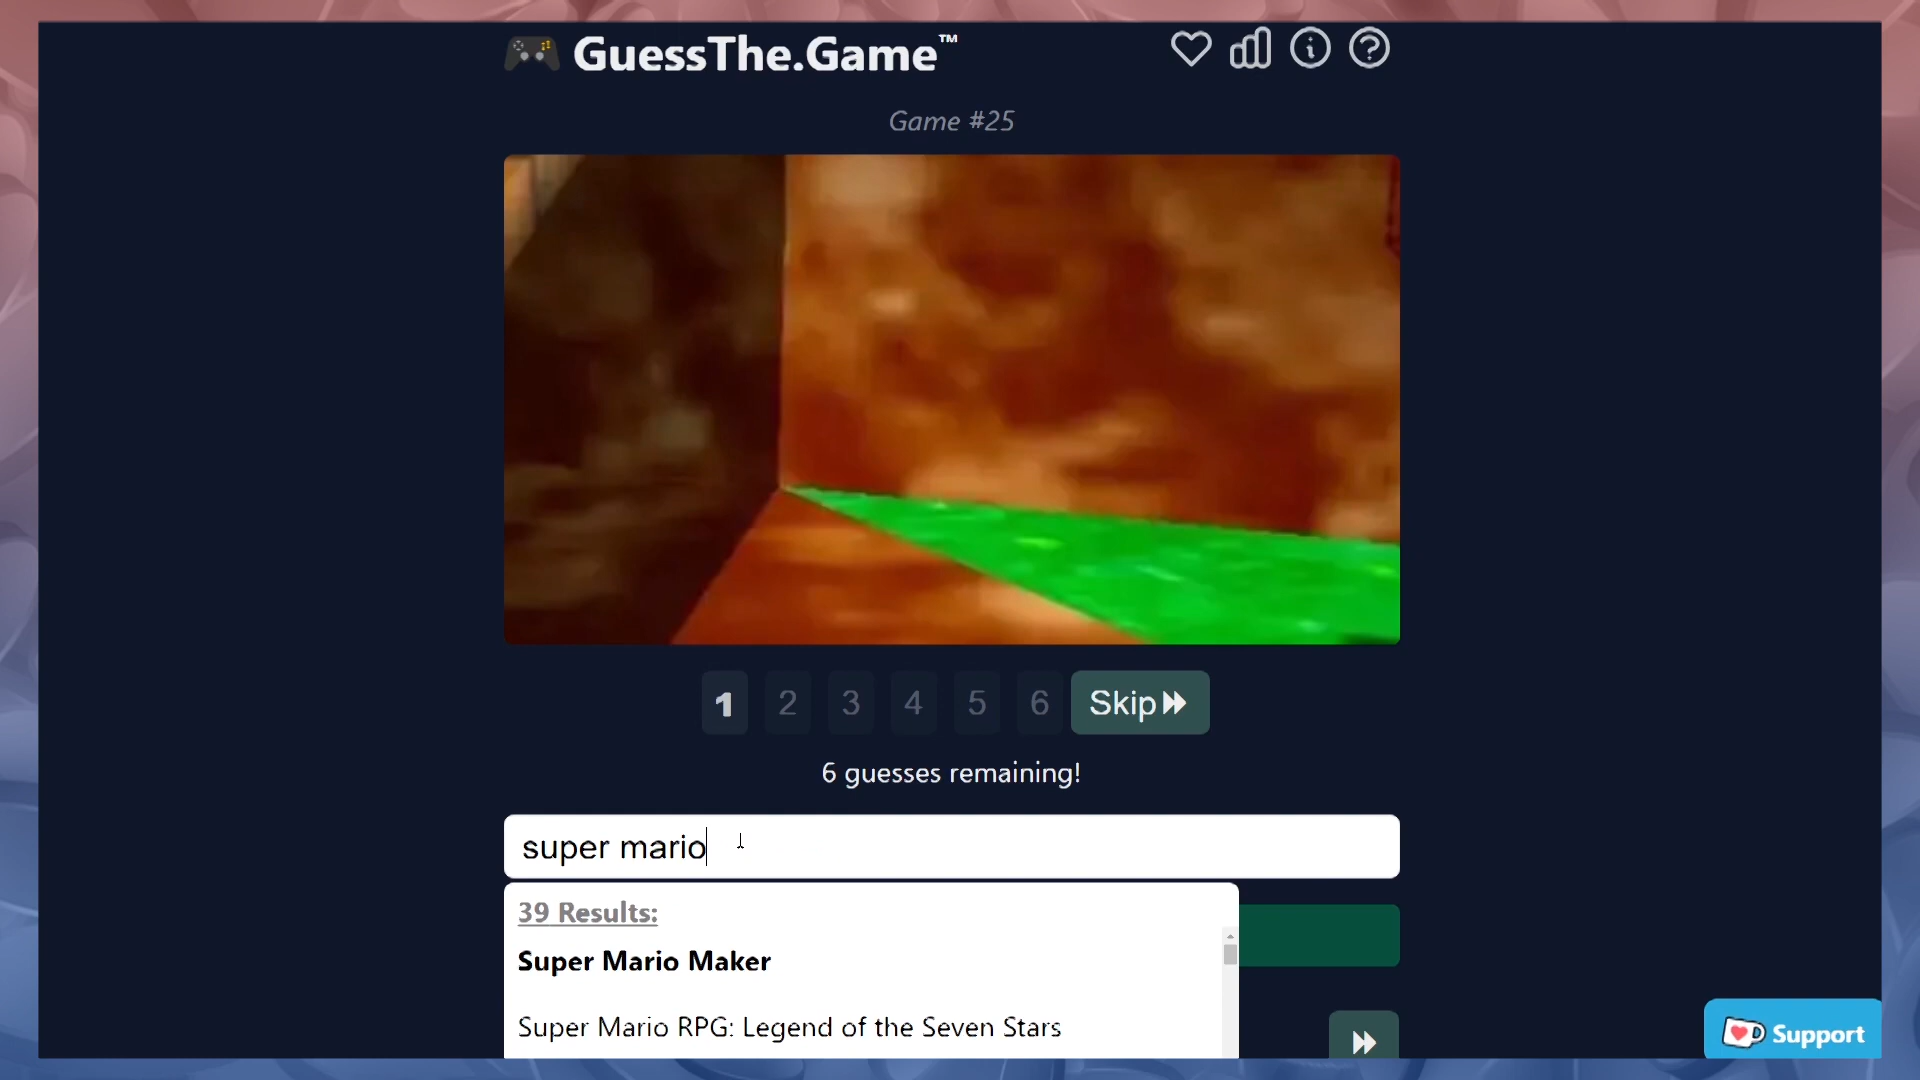 GuessThe.Game™
Game #25
1 2 3 4 5 6 Skip
6 guesses remaining!
super mario
39 Results:
Super Mario Maker
Super Mario RPG: Legend of the Seven Stars
Support